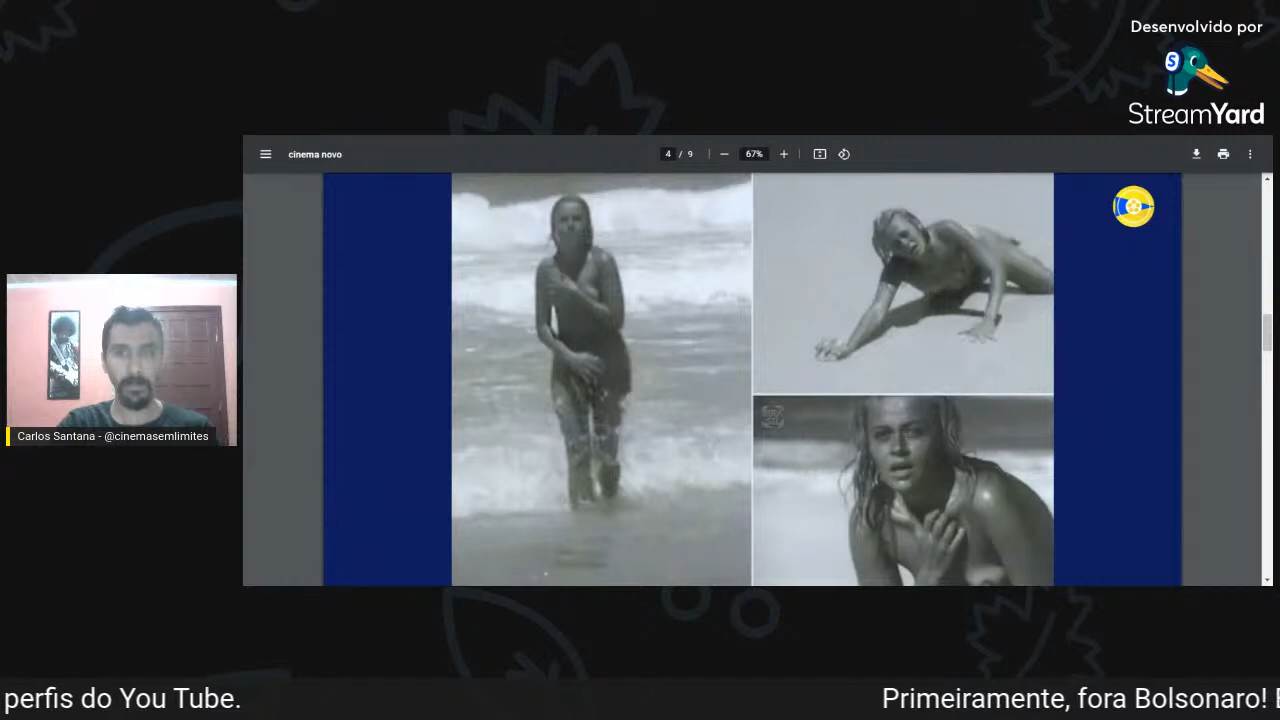 Desenvolvido por
S
StreamYard
cinema novo
4 / 9
67%
Carlos Santana - @cinemasemlimites
perfis do You Tube.
Primeiramente, fora Bolsonaro!